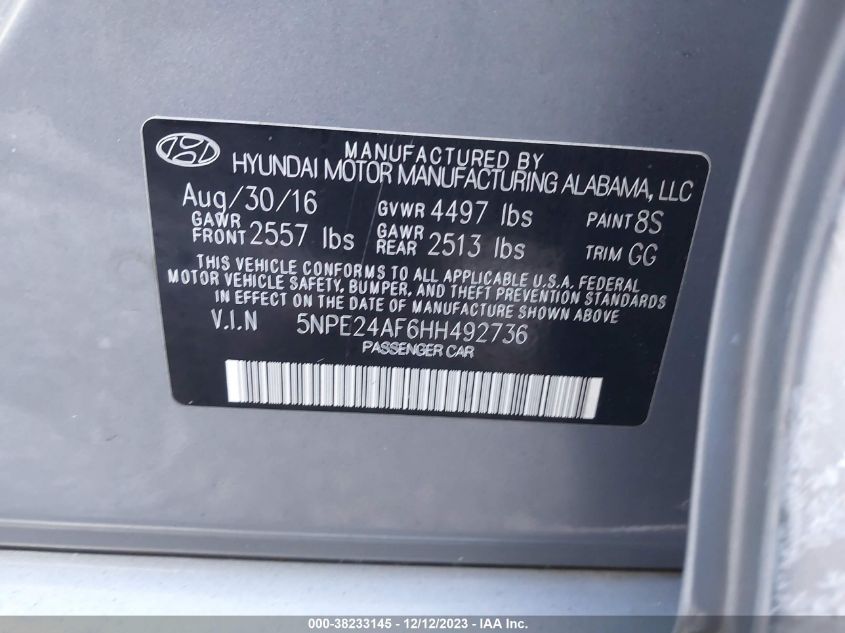 MANUFACTURED BY
HYUNDAI MOTOR MANUFACTURING ALABAMA, LLC
Aug/30/16 GVWR 4497 lbs PAINT 8S
GAWR FRONT 2557 lbs GAWR REAR 2513 lbs TRIM GG
THIS VEHICLE CONFORMS TO ALL APPLICABLE U.S.A. FEDERAL
MOTOR VEHICLE SAFETY, BUMPER, AND THEFT PREVENTION STANDARDS
IN EFFECT ON THE DATE OF MANUFACTURE SHOWN ABOVE
V.I.N 5NPE24AF6HH492736
PASSENGER CAR
000-38233145 - 12/12/2023 - IAA Inc.